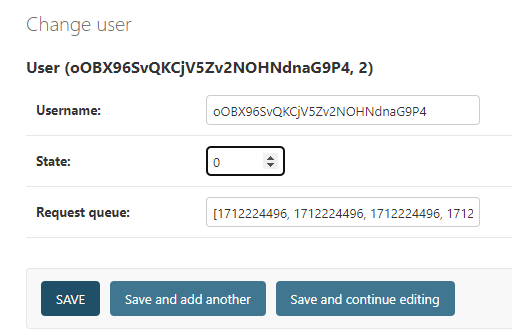 Change user
User (oOBX96SvQKCjV5Zv2NOHNdnaG9P4, 2)
Username: oOBX96SvQKCjV5Zv2NOHNdnaG9P4
State: 0
Request queue: [1712224496, 1712224496, 1712224496, 1712
SAVE Save and add another Save and continue editing